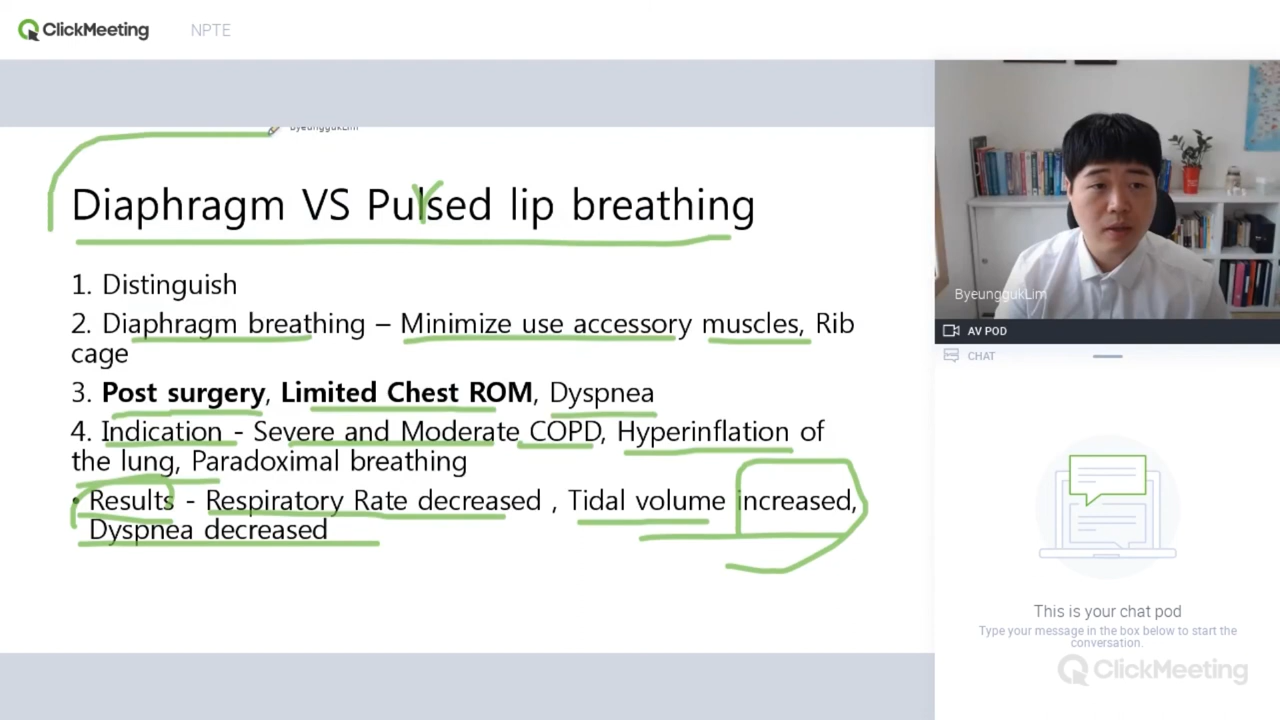 ClickMeeting
NPTE
ByeunggukLim
Diaphragm VS Pulsed lip breathing
1. Distinguish
2. Diaphragm breathing – Minimize use accessory muscles, Rib
cage
3. Post surgery, Limited Chest ROM, Dyspnea
4. Indication - Severe and Moderate COPD, Hyperinflation of
the lung, Paradoximal breathing
• Results - Respiratory Rate decreased , Tidal volume increased,
Dyspnea decreased
ByeunggukLim
AV POD
CHAT
This is your chat pod
Type your message in the box below to start the
conversation.
ClickMeeting